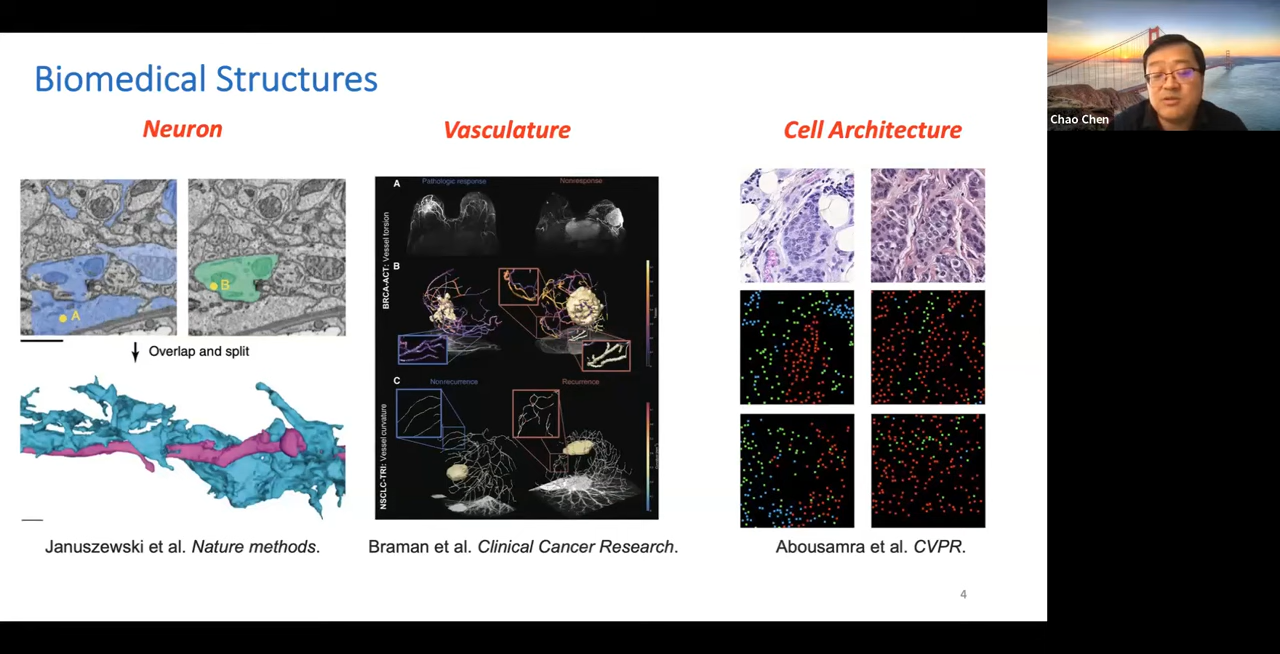 Biomedical Structures
Neuron
Vasculature
Cell Architecture
A
B
Overlap and split
A
Pathologic response
Nonresponse
BRCA-ACT: Vessel torsion
B
C
Nonrecurrence
Recurrence
NSCLC-TRI: Vessel curvature
Januszewski et al. Nature methods.
Braman et al. Clinical Cancer Research.
Abousamra et al. CVPR.
4
Chao Chen